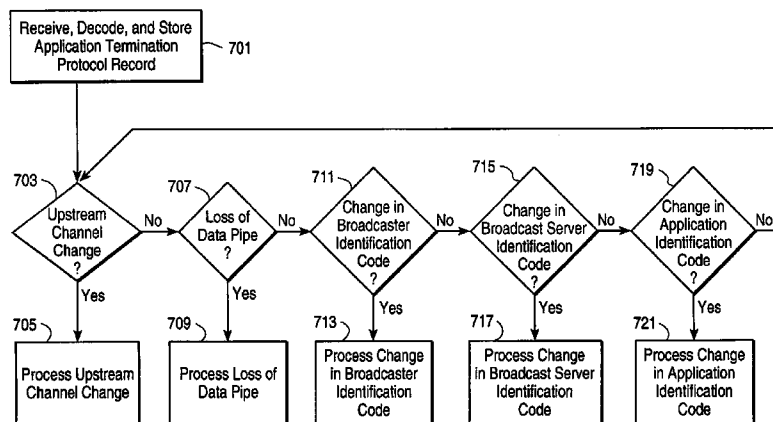 Receive, Decode, and Store
Application Termination
Protocol Record
701
703
Upstream
Channel
Change
?
No
Yes
707
Loss of
Data Pipe
?
No
Yes
711
Change in
Broadcaster
Identification
Code
?
No
Yes
715
Change in
Broadcast Server
Identification
Code
?
No
Yes
719
Change in
Application
Identification
Code
?
No
Yes
705
Process Upstream
Channel Change
709
Process Loss of
Data Pipe
713
Process Change
in Broadcaster
Identification
Code
717
Process Change
in Broadcast Server
Identification
Code
721
Process Change
in Application
Identification
Code